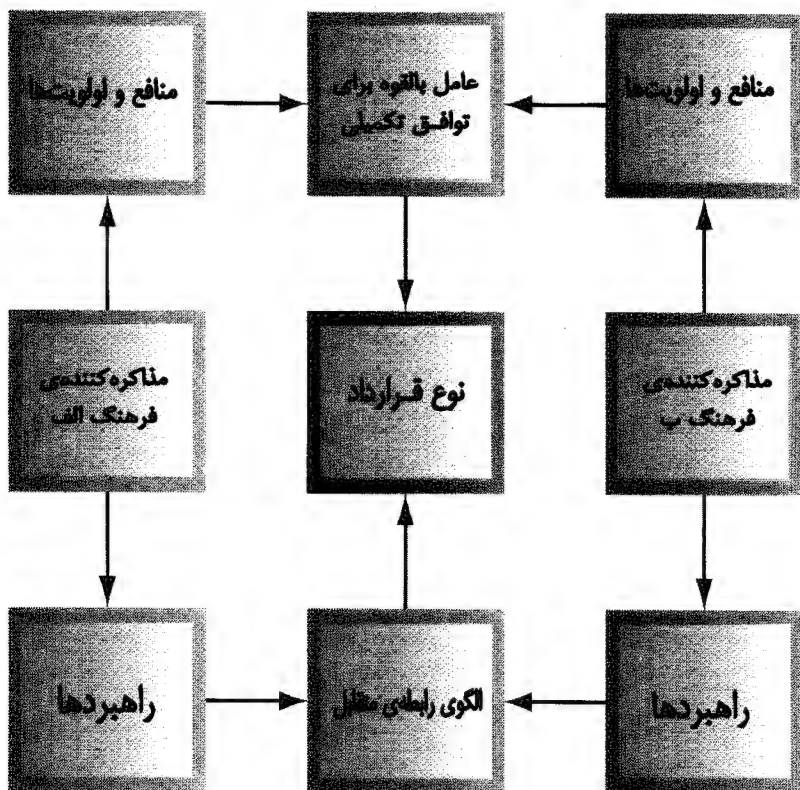 منافع و اولویت‌ها
عامل بالقوه برای
توافق تکمیلی
منافع و اولویت‌ها
مذاکره‌کننده‌ی
فرهنگ ب
نوع قرارداد
مذاکره‌کننده‌ی
فرهنگ الف
راهبردها
الگوی رابطه‌ی متقابل
راهبردها